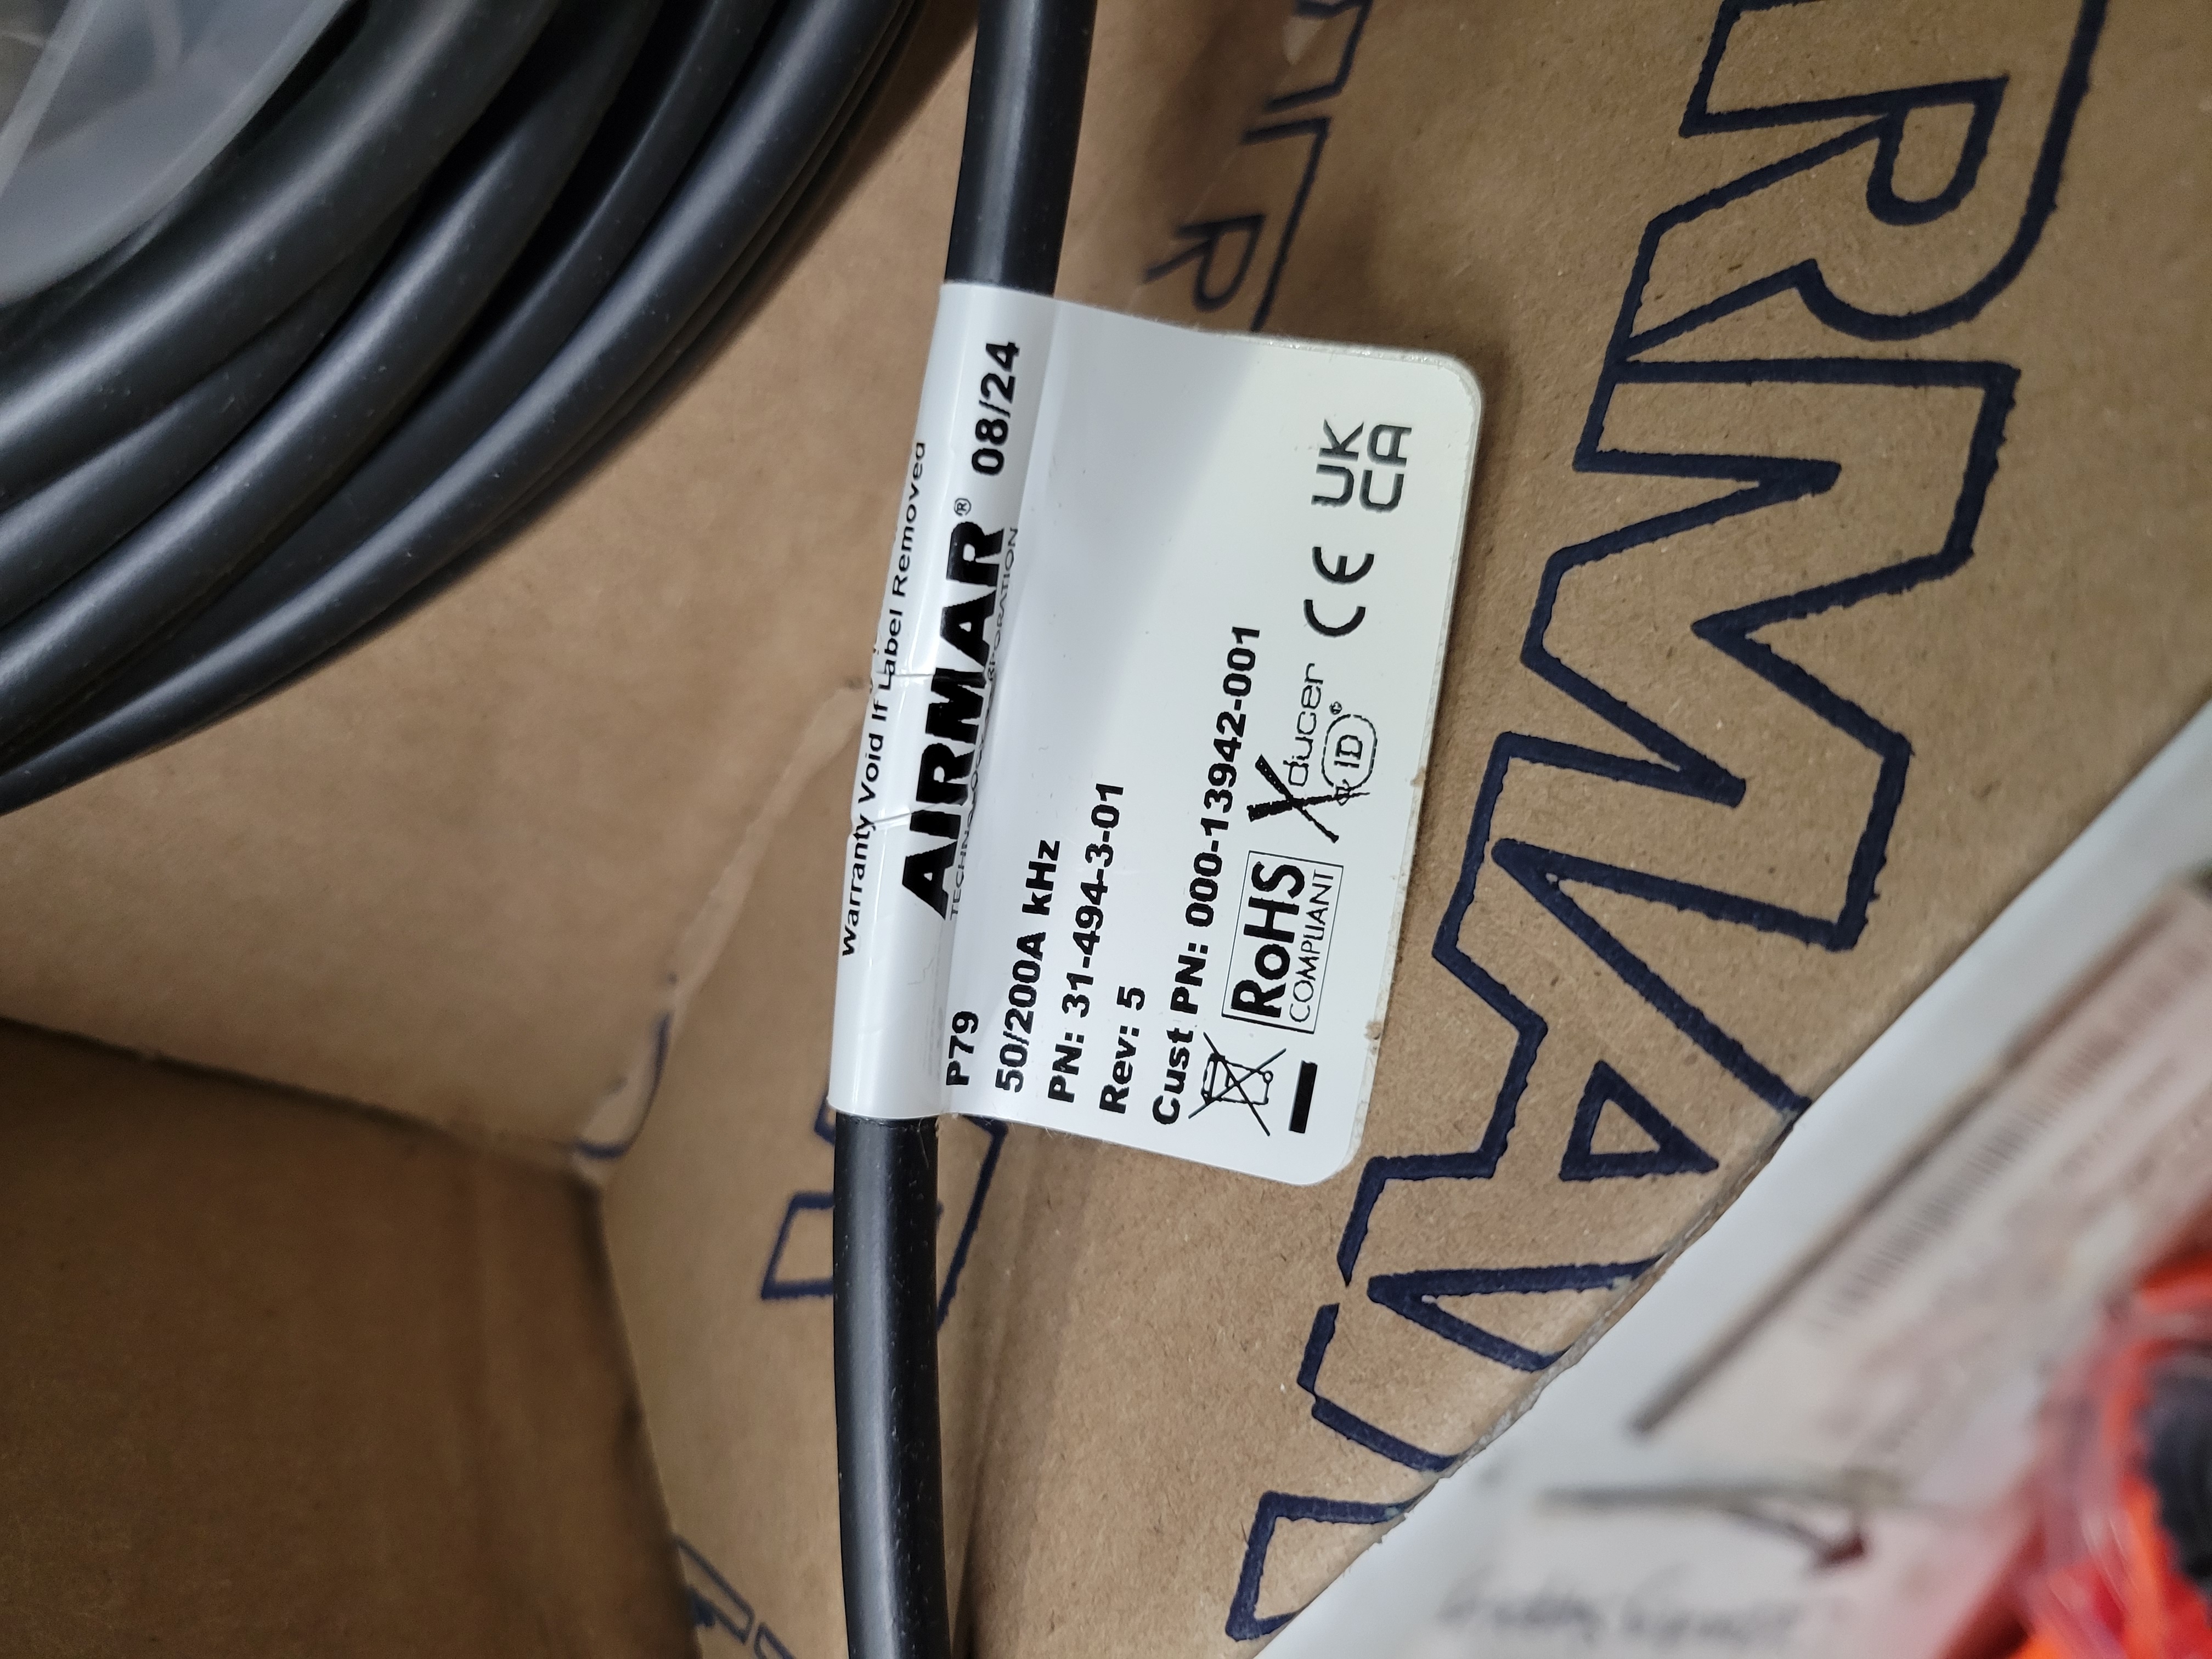 Warranty Void If Label Removed
AIRMAR® 08/24
P79
50/200A kHz
PN: 31-494-3-01
Rev: 5
Cust PN: 000-13942-001
RoHS
COMPLIANT
Xducer
ID®
CE
UK
CA
AIRMAR